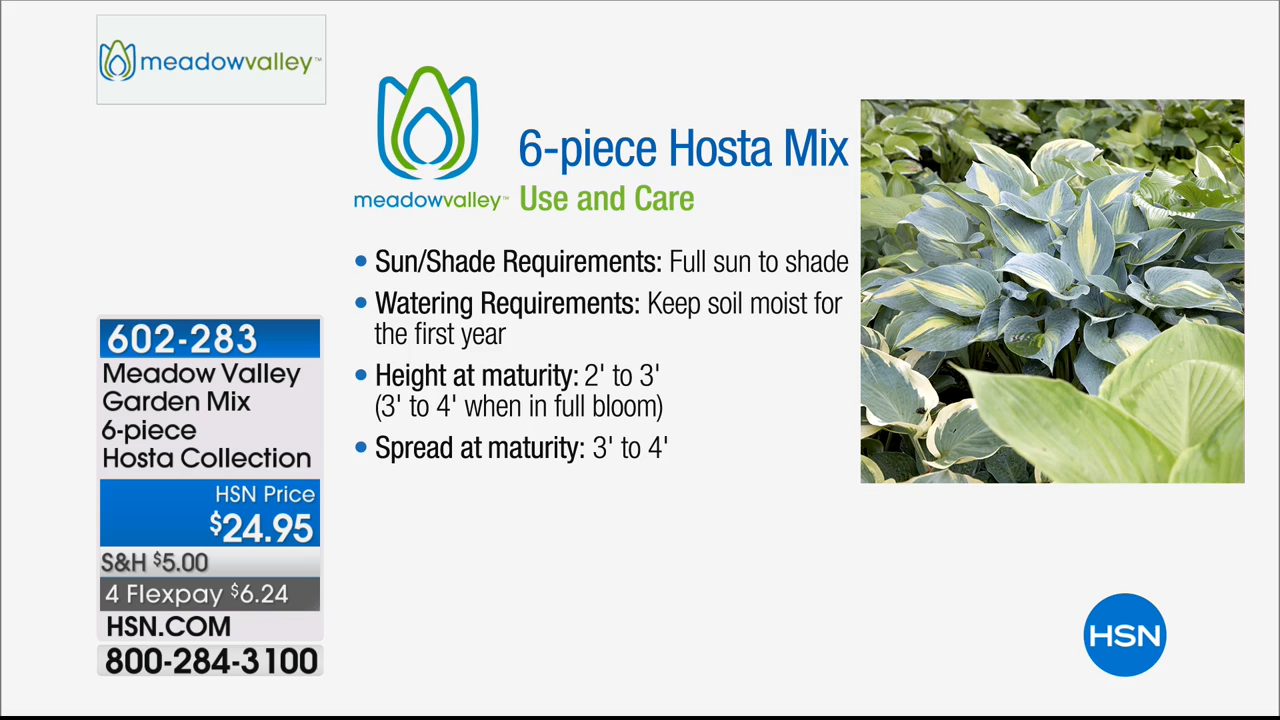 meadowvalley™
meadowvalley™
6-piece Hosta Mix
Use and Care
• Sun/Shade Requirements: Full sun to shade
• Watering Requirements: Keep soil moist for
the first year
• Height at maturity: 2' to 3'
(3' to 4' when in full bloom)
• Spread at maturity: 3' to 4'
602-283
Meadow Valley
Garden Mix
6-piece
Hosta Collection
HSN Price
$24.95
S&H $5.00
4 Flexpay $6.24
HSN.COM
800-284-3100
HSN